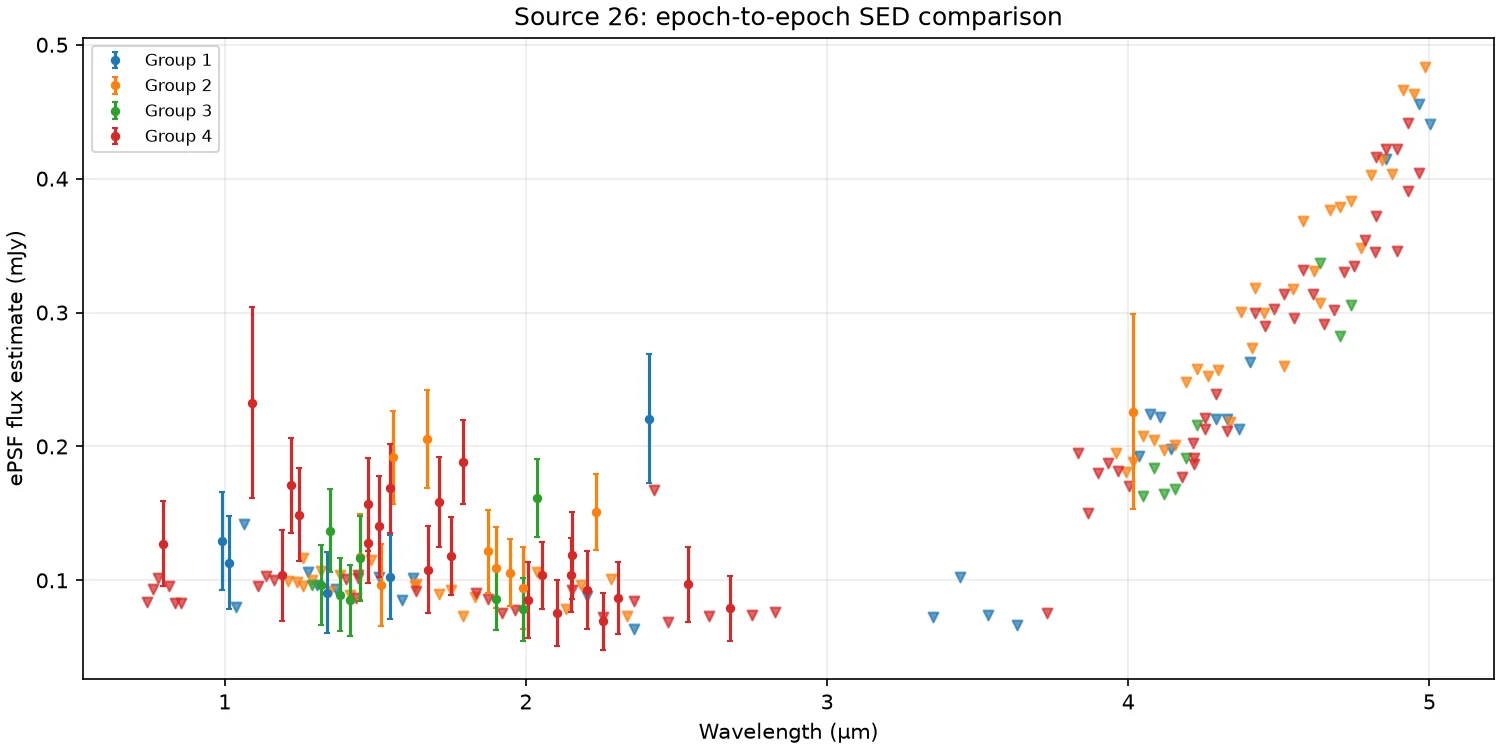 Source 26: epoch-to-epoch SED comparison
0.5
0.4
0.3
0.2
0.1
ePSF flux estimate (mJy)
Group 1
Group 2
Group 3
Group 4
1
2
3
4
5
Wavelength (µm)